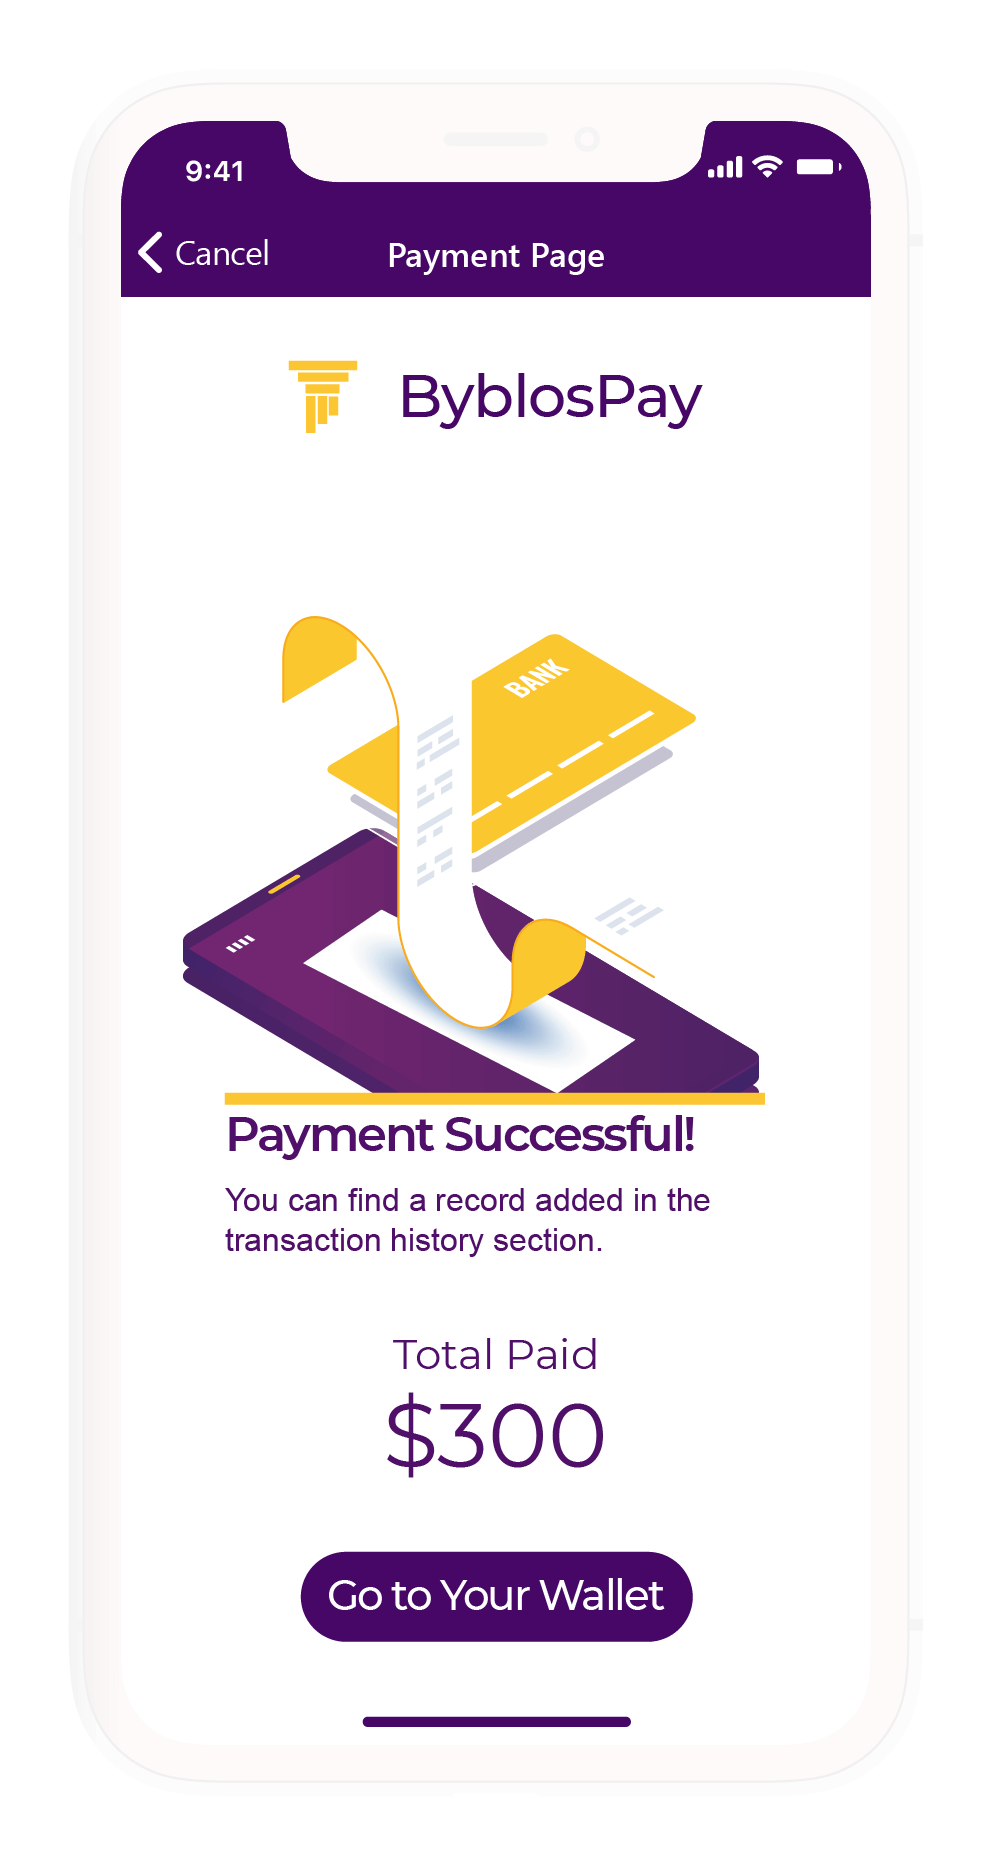 9:41
Cancel
Payment Page
ByblosPay
BANK
Payment Successful!
You can find a record added in the
transaction history section.
Total Paid
$300
Go to Your Wallet